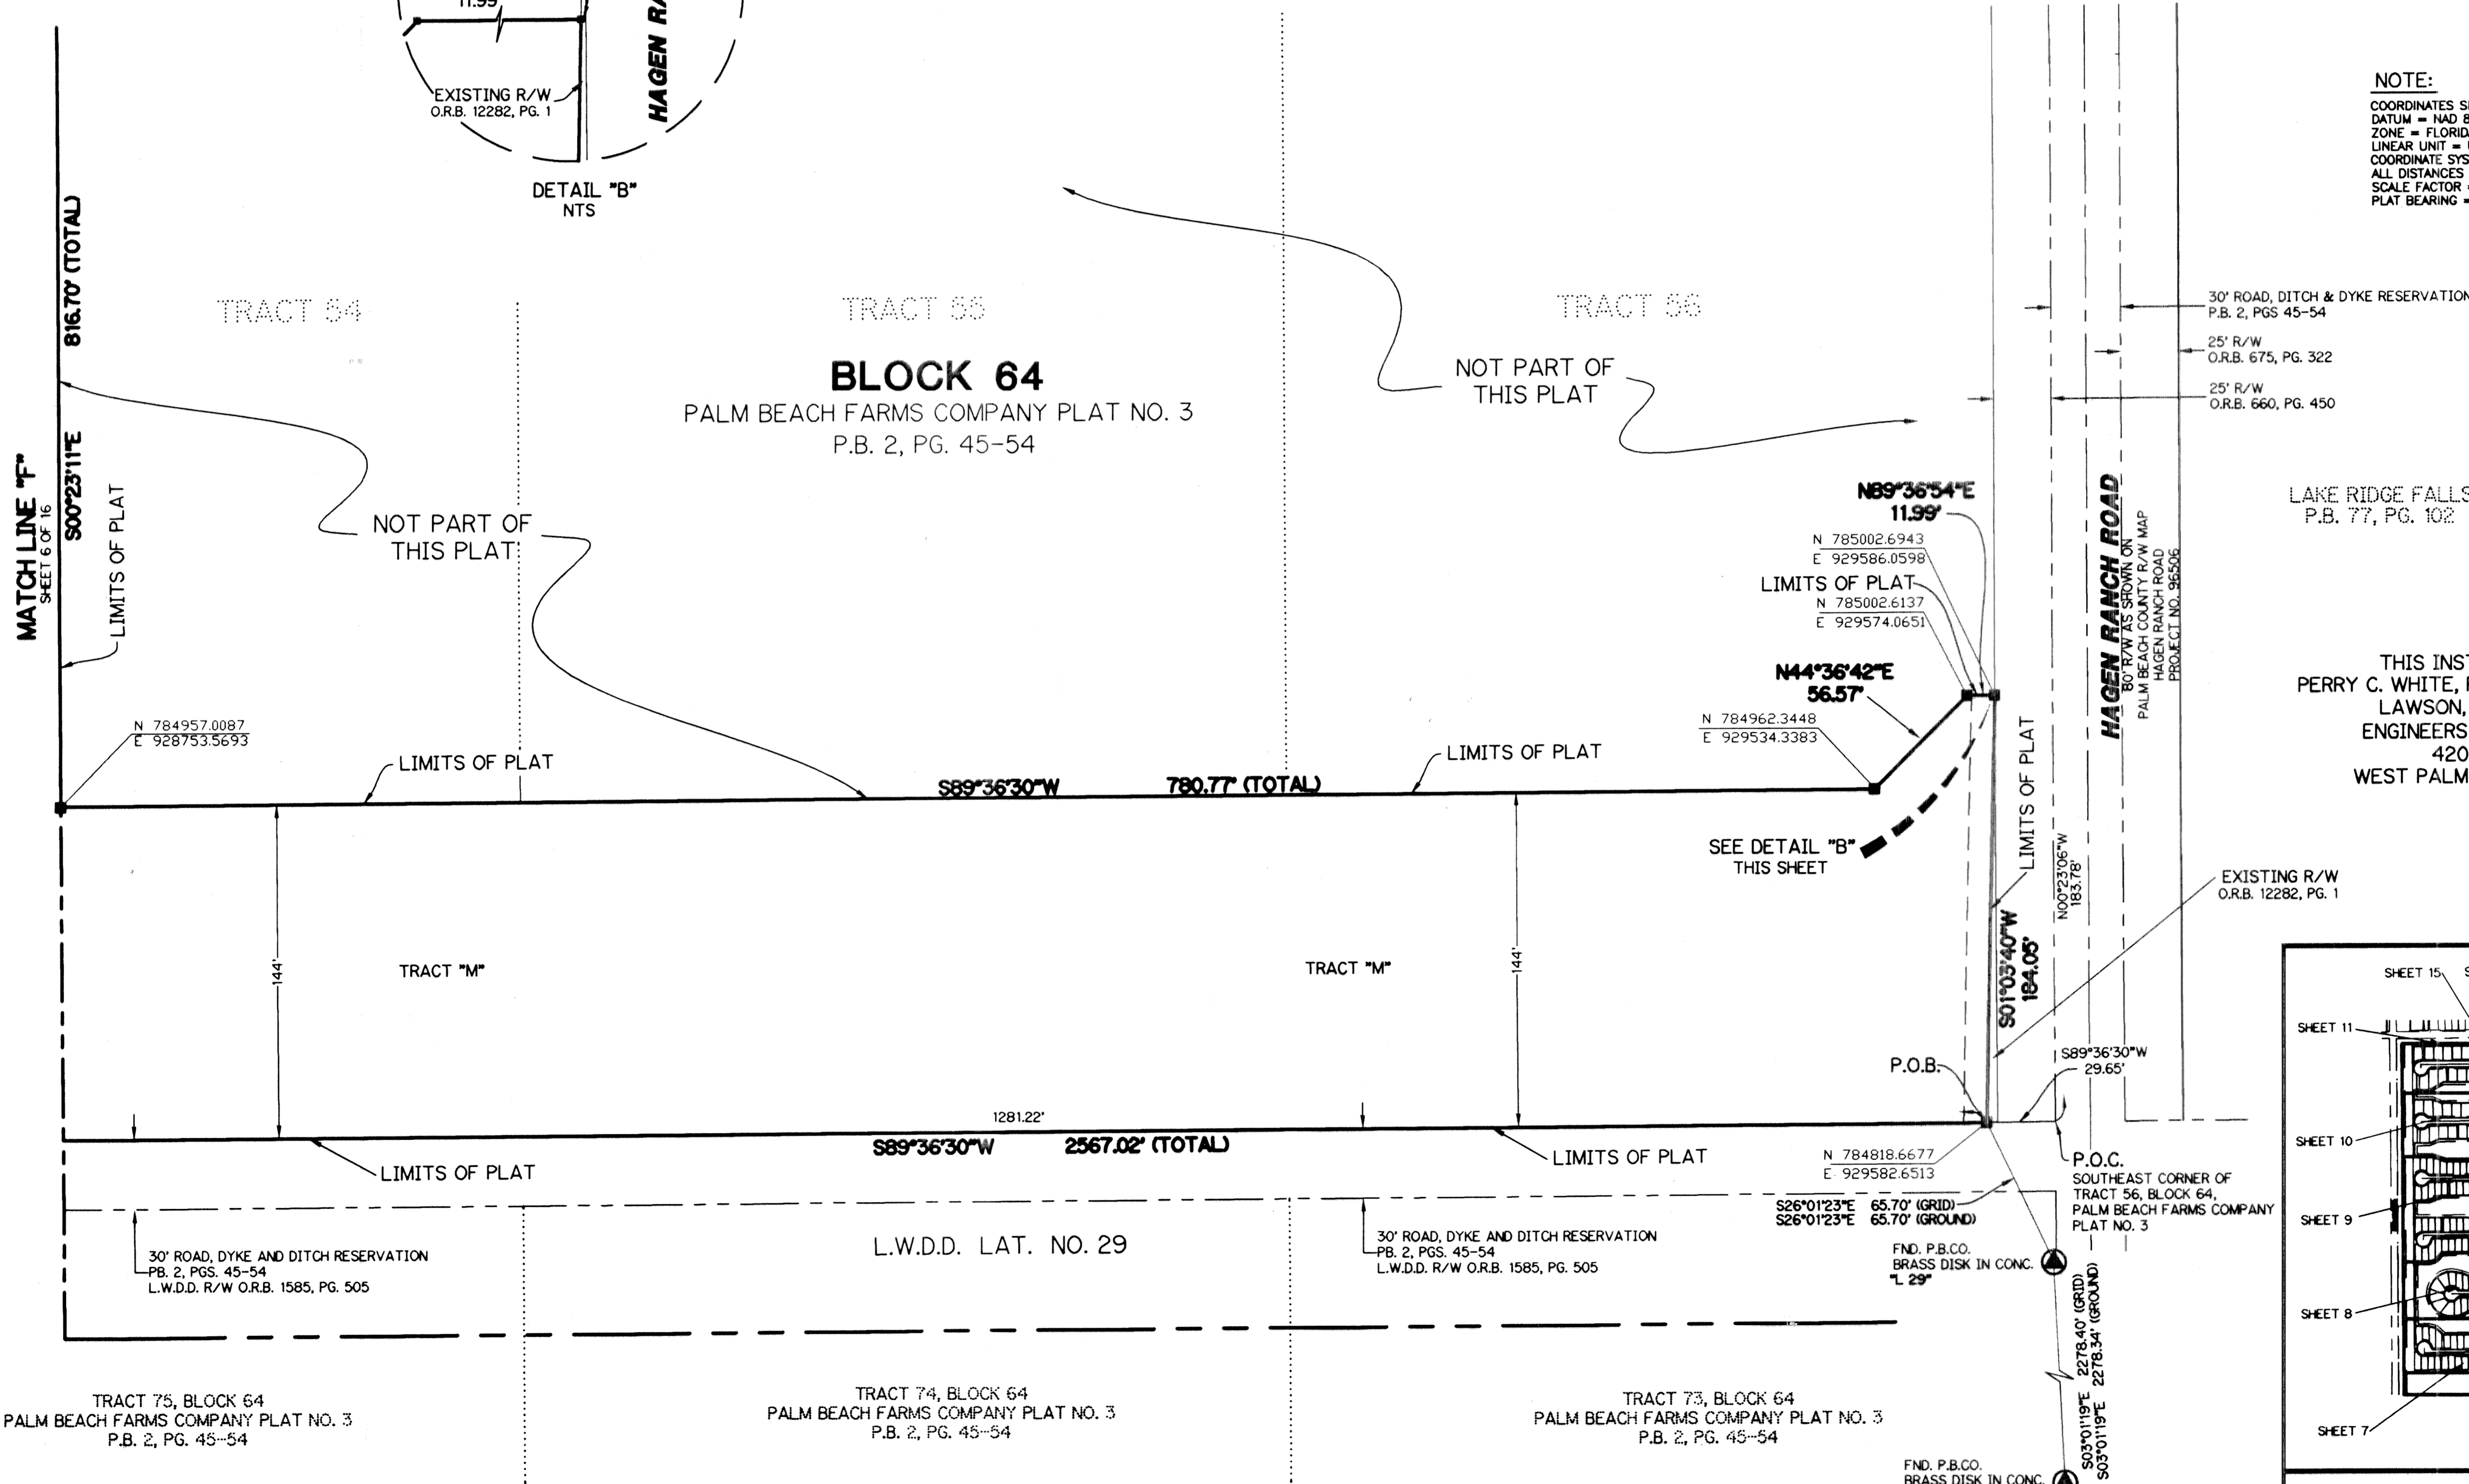 11.99'
HAGEN RA
EXISTING R/W
O.R.B. 12282, PG. 1
DETAIL "B"
NTS
NOTE:
COORDINATES S
DATUM = NAD 8
ZONE = FLORID
LINEAR UNIT =
COORDINATE SYS
ALL DISTANCES
SCALE FACTOR =
PLAT BEARING =
816.70' (TOTAL)
S00°23'11"E
MATCH LINE "F"
SHEET 6 OF 16
LIMITS OF PLAT
TRACT 54
TRACT 55
TRACT 56
BLOCK 64
PALM BEACH FARMS COMPANY PLAT NO. 3
P.B. 2, PG. 45-54
NOT PART OF
THIS PLAT
NOT PART OF
THIS PLAT
30' ROAD, DITCH & DYKE RESERVATION
P.B. 2, PGS 45-54
25' R/W
O.R.B. 675, PG. 322
25' R/W
O.R.B. 660, PG. 450
LAKE RIDGE FALLS
P.B. 77, PG. 102
HAGEN RANCH ROAD
80' R/W AS SHOWN ON
PALM BEACH COUNTY R/W MAP
HAGEN RANCH ROAD
PROJECT NO. 96506
N89°36'54"E
11.99'
N 785002.6943
E 929586.0598
LIMITS OF PLAT
N 785002.6137
E 929574.0651
N44°36'42"E
56.57'
N 784962.3448
E 929534.3383
THIS INST
PERRY C. WHITE,
LAWSON,
ENGINEERS
420
WEST PALM
N 784957.0087
E 928753.5693
LIMITS OF PLAT
S89°36'30"W 780.77' (TOTAL)
LIMITS OF PLAT
SEE DETAIL "B"
THIS SHEET
LIMITS OF PLAT
N00°23'06"W
183.78'
S01°03'40"W
184.05'
EXISTING R/W
O.R.B. 12282, PG. 1
144'
TRACT "M"
TRACT "M"
144'
P.O.B.
S89°36'30"W
29.65'
1281.22'
S89°36'30"W 2567.02' (TOTAL)
LIMITS OF PLAT
LIMITS OF PLAT
N 784818.6677
E 929582.6513
P.O.C.
SOUTHEAST CORNER OF
TRACT 56, BLOCK 64,
PALM BEACH FARMS COMPANY
PLAT NO. 3
S26°01'23"E 65.70' (GRID)
S26°01'23"E 65.70' (GROUND)
30' ROAD, DYKE AND DITCH RESERVATION
PB. 2, PGS. 45-54
L.W.D.D. R/W O.R.B. 1585, PG. 505
L.W.D.D. LAT. NO. 29
30' ROAD, DYKE AND DITCH RESERVATION
PB. 2, PGS. 45-54
L.W.D.D. R/W O.R.B. 1585, PG. 505
FND. P.B.CO.
BRASS DISK IN CONC.
"L 29"
S03°01'19"E 2278.40' (GRID)
S03°01'19"E 2278.34' (GROUND)
TRACT 75, BLOCK 64
PALM BEACH FARMS COMPANY PLAT NO. 3
P.B. 2, PG. 45-54
TRACT 74, BLOCK 64
PALM BEACH FARMS COMPANY PLAT NO. 3
P.B. 2, PG. 45-54
TRACT 73, BLOCK 64
PALM BEACH FARMS COMPANY PLAT NO. 3
P.B. 2, PG. 45-54
FND. P.B.CO.
BRASS DISK IN CONC.
SHEET 15
S
SHEET 11
SHEET 10
SHEET 9
SHEET 8
SHEET 7